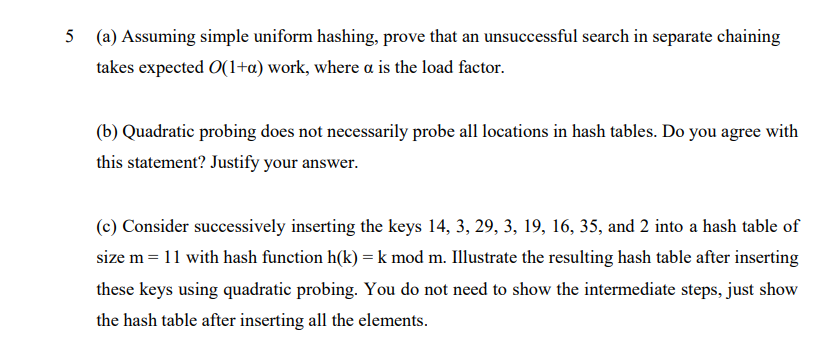 5 (a) Assuming simple uniform hashing, prove that an unsuccessful search in separate chaining
takes expected O(1+α) work, where α is the load factor.
(b) Quadratic probing does not necessarily probe all locations in hash tables. Do you agree with
this statement? Justify your answer.
(c) Consider successively inserting the keys 14, 3, 29, 3, 19, 16, 35, and 2 into a hash table of
size m = 11 with hash function h(k) = k mod m. Illustrate the resulting hash table after inserting
these keys using quadratic probing. You do not need to show the intermediate steps, just show
the hash table after inserting all the elements.